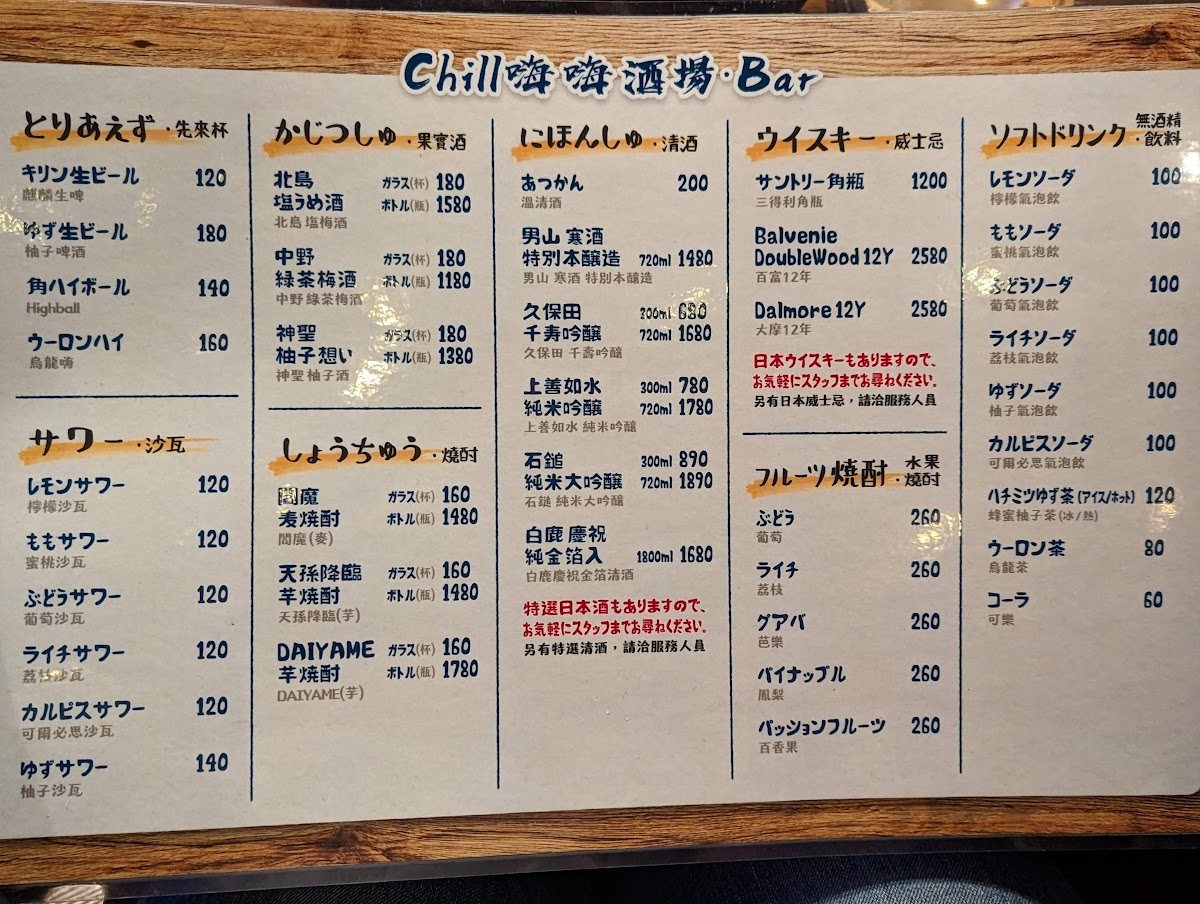 Chill嗨嗨酒場·Bar
とりあえず·先來杯
キリン生ビール 120
麒麟生啤
ゆず生ビール 180
柚子啤酒
角ハイボール 140
Highball
ウーロンハイ 160
烏龍嗨
サワー·沙瓦
レモンサワー 120
檸檬沙瓦
ももサワー 120
蜜桃沙瓦
ぶどうサワー 120
葡萄沙瓦
ライチサワー 120
荔枝沙瓦
カルピスサワー 120
可爾必思沙瓦
ゆずサワー 140
柚子沙瓦
かじつしゅ·果實酒
北島 ガラス(杯) 180
塩うめ酒 ボトル(瓶) 1580
北島 塩梅酒
中野 ガラス(杯) 180
緑茶梅酒 ボトル(瓶) 1180
中野 綠茶梅酒
神聖 ガラス(杯) 180
柚子想い ボトル(瓶) 1380
神聖 柚子酒
しょうちゅう·燒酎
閻魔 ガラス(杯) 160
麦焼酎 ボトル(瓶) 1480
閻魔(麥)
天孫降臨 ガラス(杯) 160
芋焼酎 ボトル(瓶) 1480
天孫降臨(芋)
DAIYAME ガラス(杯) 160
芋焼酎 ボトル(瓶) 1780
DAIYAME(芋)
にほんしゅ·清酒
あつかん 200
溫清酒
男山 寒酒
特別本醸造 720ml 1480
男山 寒酒 特別本釀造
久保田 300ml 680
千寿吟醸 720ml 1680
久保田 千壽吟釀
上善如水 300ml 780
純米吟醸 720ml 1780
上善如水 純米吟釀
石鎚 300ml 890
純米大吟醸 720ml 1890
石鎚 純米大吟釀
白鹿 慶祝
純金箔入 1800ml 1680
白鹿慶祝金箔清酒
特選日本酒もありますので、
お気軽にスタッフまでお尋ねください。
另有特選清酒，請洽服務人員
ウイスキー·威士忌
サントリー角瓶 1200
三得利角瓶
Balvenie
DoubleWood 12Y 2580
百富12年
Dalmore 12Y 2580
大摩12年
日本ウイスキーもありますので、
お気軽にスタッフまでお尋ねください。
另有日本威士忌，請洽服務人員
フルーツ焼酎·水果燒酎
ぶどう 260
葡萄
ライチ 260
荔枝
グアバ 260
芭樂
パイナップル 260
鳳梨
パッションフルーツ 260
百香果
ソフトドリンク·無酒精飲料
レモンソーダ 100
檸檬氣泡飲
ももソーダ 100
蜜桃氣泡飲
ぶどうソーダ 100
葡萄氣泡飲
ライチソーダ 100
荔枝氣泡飲
ゆずソーダ 100
柚子氣泡飲
カルピスソーダ 100
可爾必思氣泡飲
ハチミツゆず茶(アイス/ホット) 120
蜂蜜柚子茶(冰/熱)
ウーロン茶 80
烏龍茶
コーラ 60
可樂